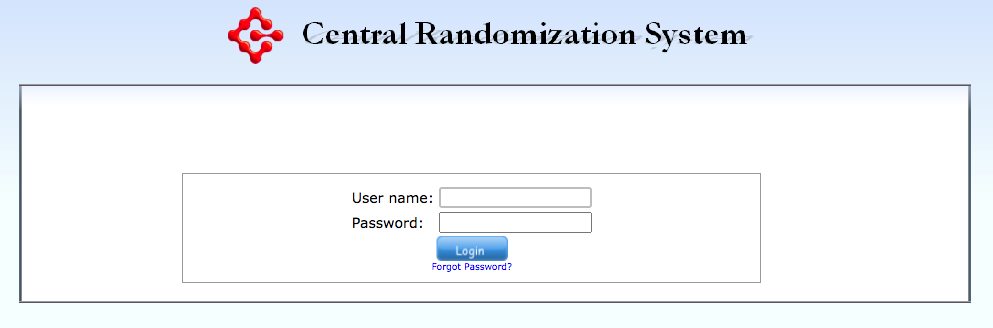 Central Randomization System
User name:
Password:
Login
Forgot Password?